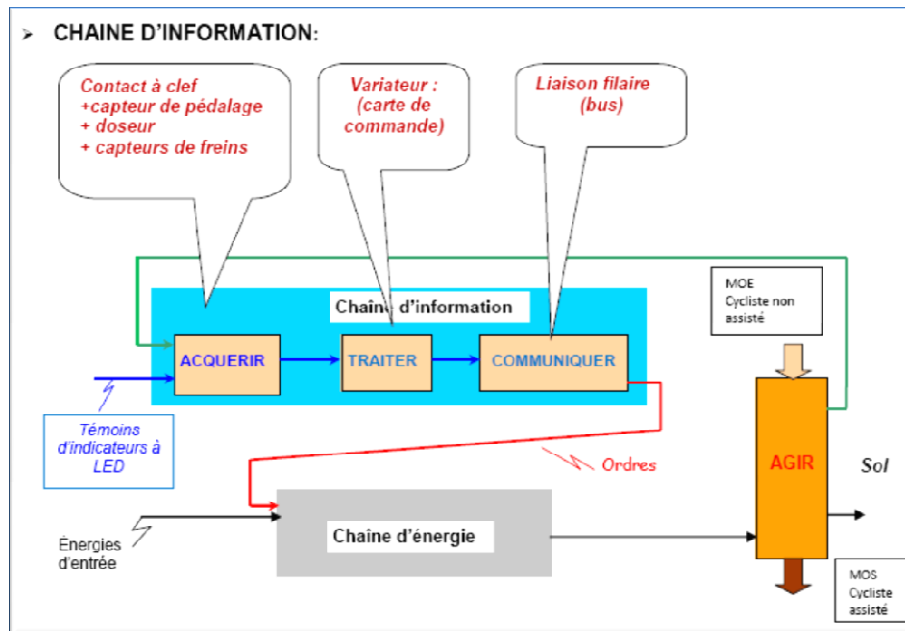 ➢ CHAINE D'INFORMATION:
Contact à clef
+capteur de pédalage
+ doseur
+ capteurs de freins
Variateur :
(carte de
commande)
Liaison filaire
(bus)
MOE
Cycliste non
assisté
Chaîne d'information
ACQUERIR
TRAITER
COMMUNIQUER
Témoins
d'indicateurs à
LED
Ordres
AGIR
Sol
Énergies
d'entrée
Chaîne d'énergie
MOS
Cycliste
assisté